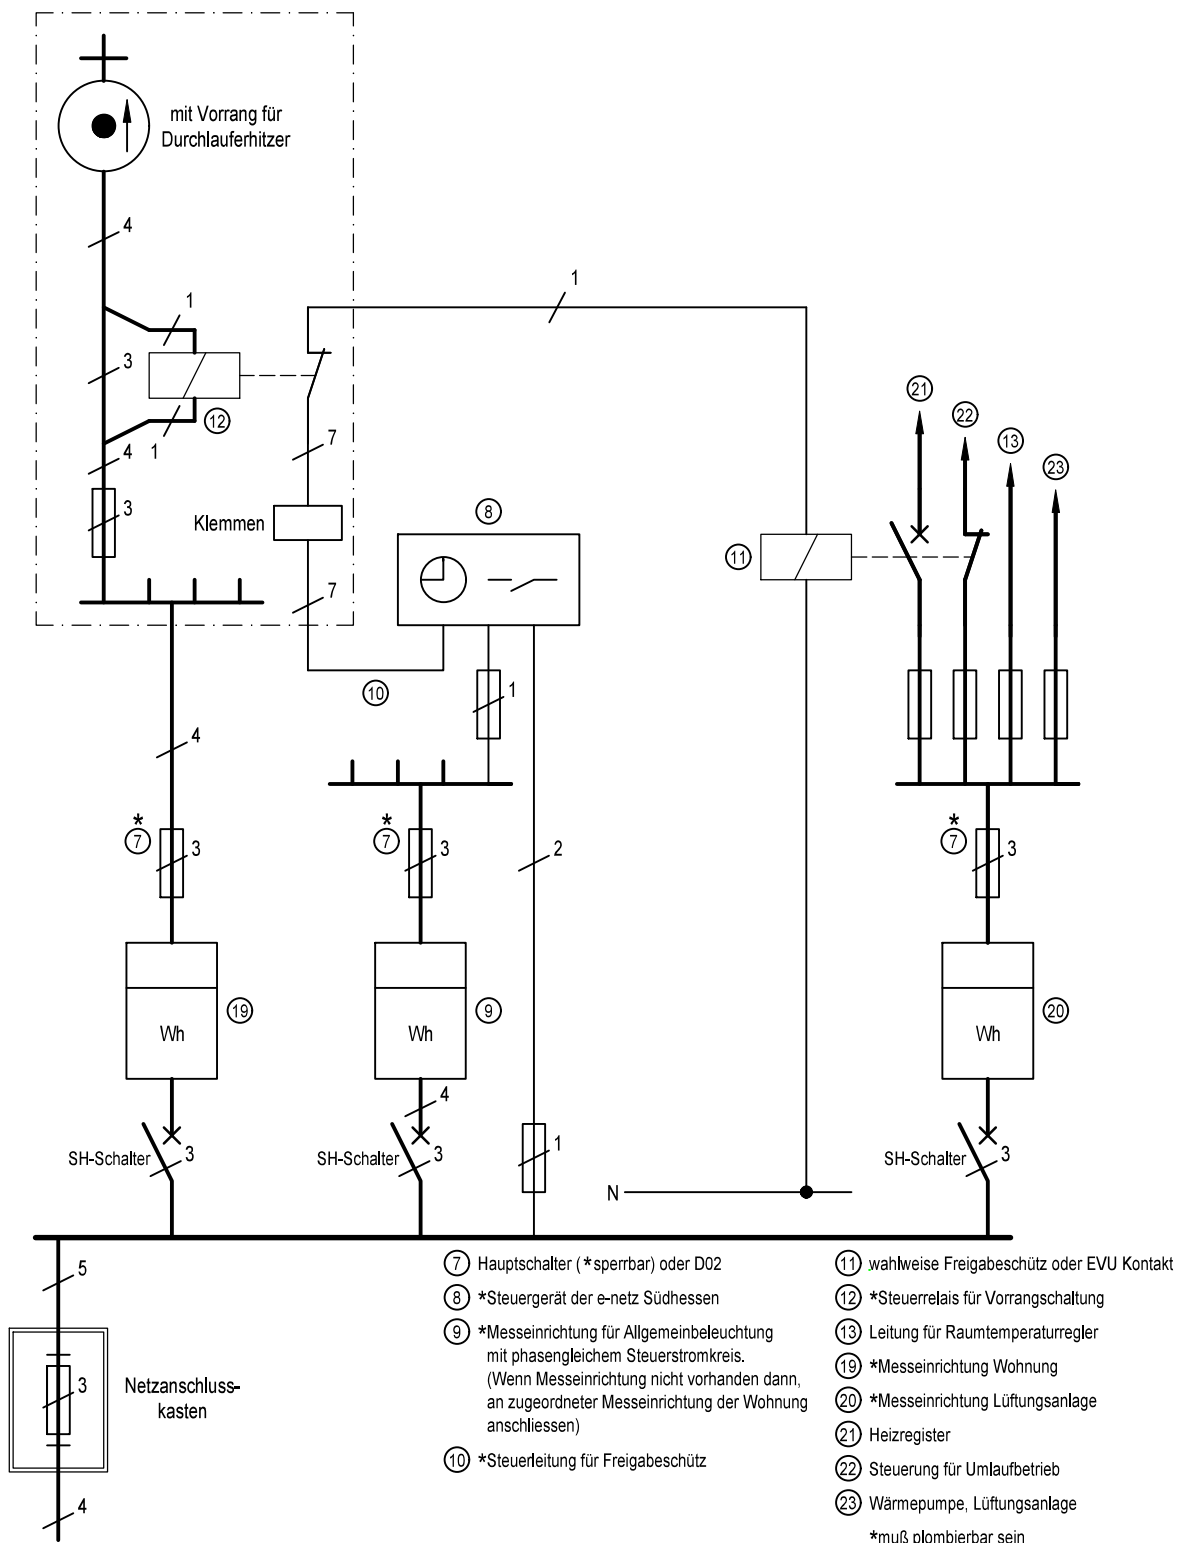 mit Vorrang für
Durchlauferhitzer
4
1
1
3
12
1
4
7
3
Klemmen
8
7
10
1
11
21
22
13
23
4
*
7
3
*
7
3
2
*
7
3
19
Wh
9
Wh
20
Wh
4
SH-Schalter
3
SH-Schalter
3
1
SH-Schalter
3
N
5
3
Netzanschluss-
kasten
4
7 Hauptschalter (*sperrbar) oder D02
8 *Steuergerät der e-netz Südhessen
9 *Messeinrichtung für Allgemeinbeleuchtung
mit phasengleichem Steuerstromkreis.
(Wenn Messeinrichtung nicht vorhanden dann,
an zugeordneter Messeinrichtung der Wohnung
anschliessen)
10 *Steuerleitung für Freigabeschütz
11 wahlweise Freigabeschütz oder EVU Kontakt
12 *Steuerrelais für Vorrangschaltung
13 Leitung für Raumtemperaturregler
19 *Messeinrichtung Wohnung
20 *Messeinrichtung Lüftungsanlage
21 Heizregister
22 Steuerung für Umlaufbetrieb
23 Wärmepumpe, Lüftungsanlage
*muß plombierbar sein